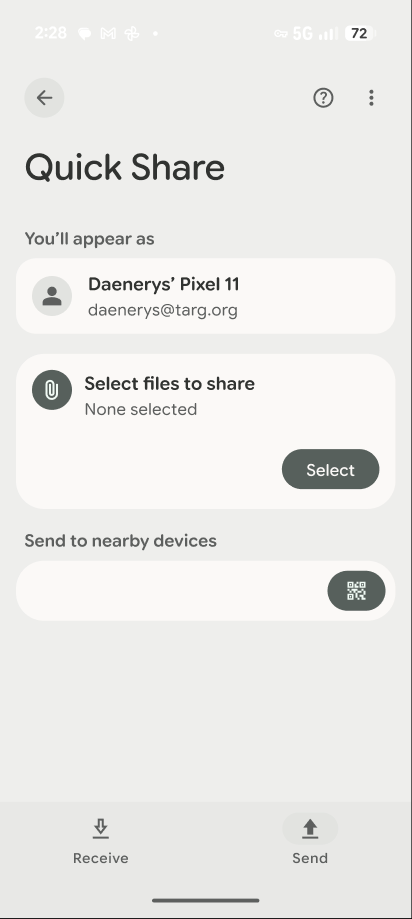 2:28 5G 72
Quick Share
You’ll appear as
Daenerys’ Pixel 11
daenerys@targ.org
Select files to share
None selected
Select
Send to nearby devices
Receive
Send